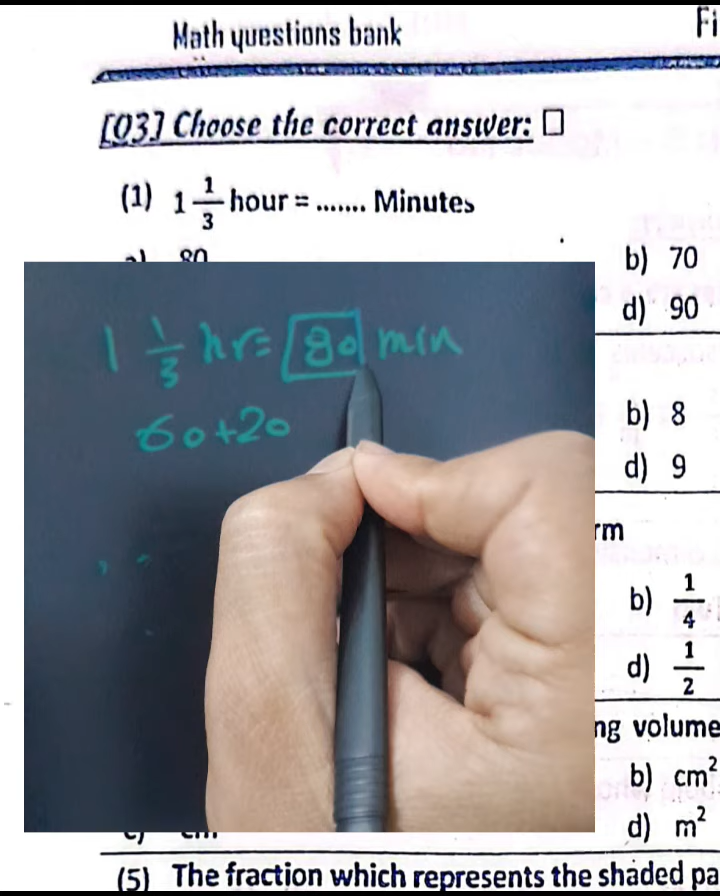 Math questions bank
Fi
[Q3] Choose the correct answer: □
(1) 1 1/3 hour = ....... Minutes
80
b) 70
d) 90
1 1/3 hr= 80 min
60+20
b) 8
d) 9
rm
b) 1/4
d) 1/2
ng volume
b) cm²
d) m²
(5) The fraction which represents the shaded pa